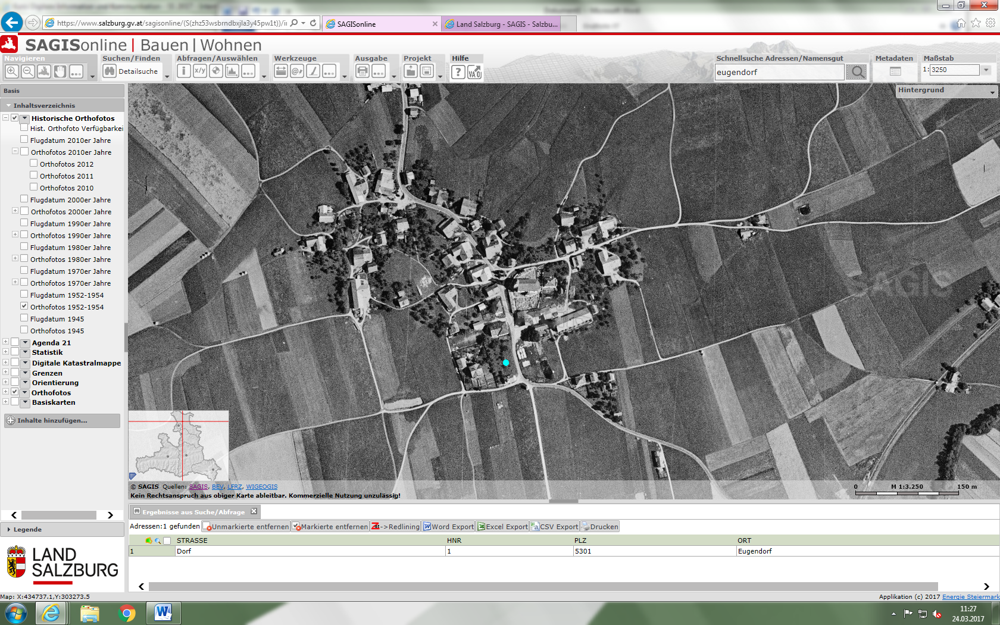 https://www.salzburg.gv.at/sagisonline/(S(zhz53wsbrndbxjla3y45pw1t))/i
SAGISonline
Land Salzburg - SAGIS - Salzbu...
SAGISonline | Bauen | Wohnen
Navigieren
Suchen/Finden
Abfragen/Auswählen
Werkzeuge
Ausgabe
Projekt
Hilfe
Schnellsuche Adressen/Namensgut
Metadaten
Maßstab
Detailsuche
x/y
VAΩ
eugendorf
1: 3250
Basis
Hintergrund
Inhaltsverzeichnis
Historische Orthofotos
Hist. Orthofoto Verfügbarkei
Flugdatum 2010er Jahre
Orthofotos 2010er Jahre
Orthofotos 2012
Orthofotos 2011
Orthofotos 2010
Flugdatum 2000er Jahre
Orthofotos 2000er Jahre
Flugdatum 1990er Jahre
Orthofotos 1990er Jahre
Flugdatum 1980er Jahre
Orthofotos 1980er Jahre
Flugdatum 1970er Jahre
Orthofotos 1970er Jahre
Flugdatum 1952-1954
Orthofotos 1952-1954
Flugdatum 1945
Orthofotos 1945
Agenda 21
Statistik
Digitale Katastralmappe
Grenzen
Orientierung
Orthofotos
Basiskarten
Inhalte hinzufügen...
SAGIS
© SAGIS Quellen: SAGIS, BEV, LFRZ, WIGEOGIS
Kein Rechtsanspruch aus obiger Karte ableitbar. Kommerzielle Nutzung unzulässig!
0 M 1:3.250 150 m
Ergebnisse aus Suche/Abfrage
Adressen:1 gefunden
Unmarkierte entfernen
Markierte entfernen
->Redlining
Word Export
Excel Export
CSV Export
Drucken
STRASSE HNR PLZ ORT
1 Dorf 1 5301 Eugendorf
Legende
LAND
SALZBURG
Map: X:434737.1,Y:303273.5
Applikation (c) 2017 Energie Steiermark
11:27
24.03.2017